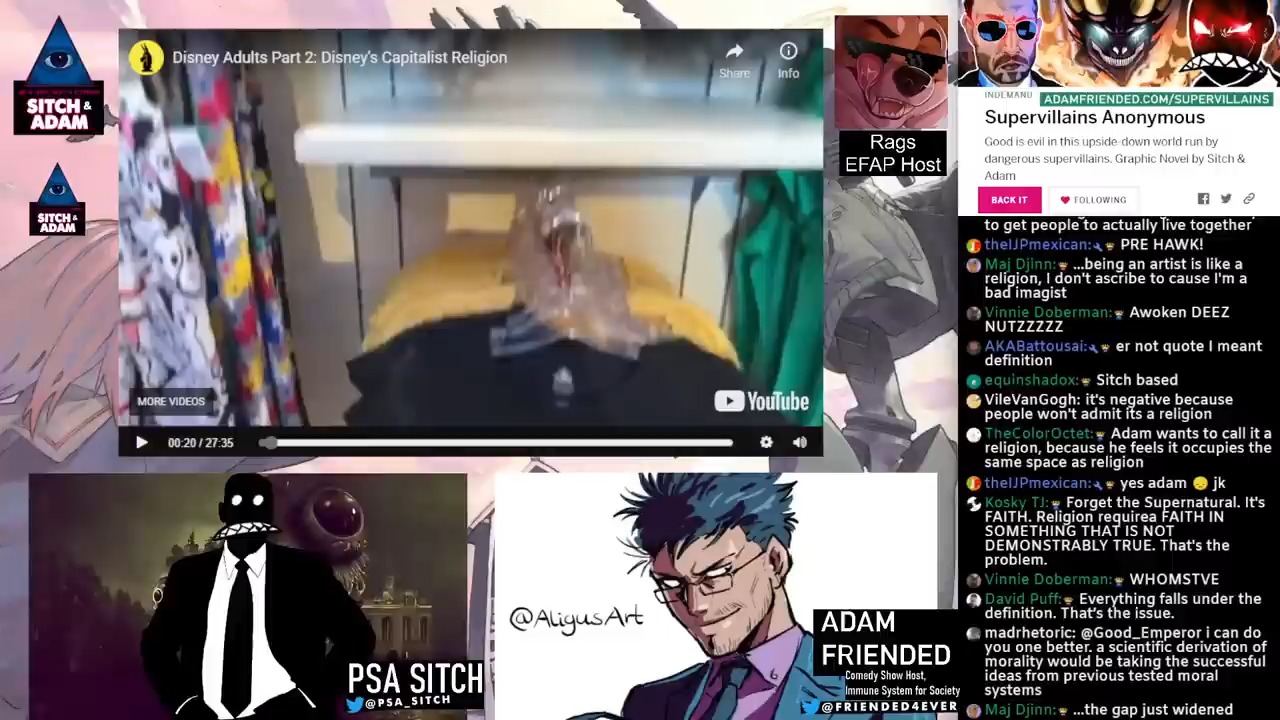 Disney Adults Part 2: Disney's Capitalist Religion
Share
Info
MORE VIDEOS
YouTube
00:20 / 27:35
SITCH &
ADAM
SITCH &
ADAM
Rags
EFAP Host
INDEMAND
ADAMFRIENDED.COM/SUPERVILLAINS
Supervillains Anonymous
Good is evil in this upside-down world run by
dangerous supervillains. Graphic Novel by Sitch &
Adam
BACK IT
FOLLOWING
to get people to actually live together
theIJPmexican: PRE HAWK!
Maj Djinn: ...being an artist is like a
religion, I don't ascribe to cause I'm a
bad imagist
Vinnie Doberman: Awoken DEEZ
NUTZZZZZ
AKABattousai: er not quote I meant
definition
equinshadox: Sitch based
VileVanGogh: it's negative because
people won't admit its a religion
TheColorOctet: Adam wants to call it a
religion, because he feels it occupies the
same space as religion
theIJPmexican: yes adam 😞 jk
Kosky TJ: Forget the Supernatural. It's
FAITH. Religion requirea FAITH IN
SOMETHING THAT IS NOT
DEMONSTRABLY TRUE. That's the
problem.
Vinnie Doberman: WHOMSTVE
David Puff: Everything falls under the
definition. That's the issue.
madrhetoric: @Good_Emperor i can do
you one better. a scientific derivation of
morality would be taking the successful
ideas from previous tested moral
systems
Maj Djinn: ...the gap just widened
PSA SITCH
@PSA_SITCH
@AligusArt
ADAM
FRIENDED
Comedy Show Host,
Immune System for Society
@FRIENDED4EVER